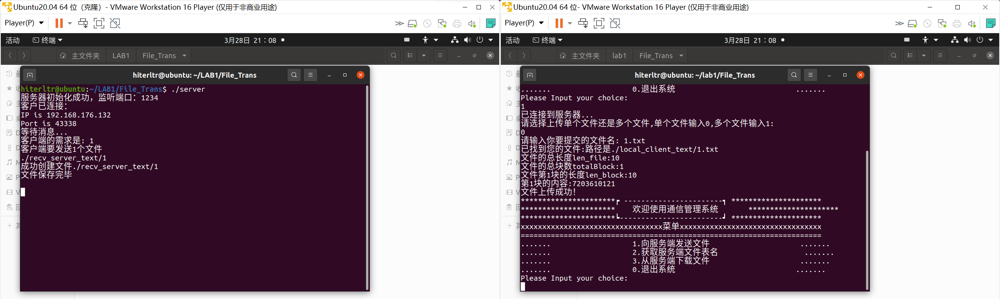 Ubuntu20.04 64 位（克隆）- VMware Workstation 16 Player (仅用于非商业用途)
Player(P)
活动 终端 3月28日 21：08
主文件夹 LAB1 File_Trans
hiterltr@ubuntu: ~/LAB1/File_Trans
hiterltr@ubuntu:~/LAB1/File_Trans$ ./server
服务器初始化成功，监听端口：1234
客户已连接：
IP is 192.168.176.132
Port is 43338
等待消息...
客户端的需求是: 1
客户端要发送1个文件
./recv_server_text/1
成功创建文件./recv_server_text/1
文件保存完毕
Ubuntu20.04 64 位- VMware Workstation 16 Player (仅用于非商业用途)
Player(P)
活动 终端 3月28日 21：08
主文件夹 lab1 File_Trans
hiterltr@ubuntu: ~/lab1/File_Trans
....... 0.退出系统 .......
Please Input your choice:
1
已连接到服务器...
请选择上传单个文件还是多个文件,单个文件输入0,多个文件输入1:
0
请输入你要提交的文件名: 1.txt
已找到您的文件:路径是./local_client_text/1.txt
文件的总长度len_file:10
文件的总块数totalBlock:1
文件第1块的长度len_block:10
第1块的内容:7203610121
文件上传成功!
**********************┏ -----------------------┓ *********************
********************** 欢迎使用通信管理系统 *********************
**********************┗------------------------┛ *********************
xxxxxxxxxxxxxxxxxxxxxxxxxxxxxxxxx菜单xxxxxxxxxxxxxxxxxxxxxxxxxxxxxxxxx
======================================================================
....... 1.向服务端发送文件 .......
....... 2.获取服务端文件表名 .......
....... 3.从服务端下载文件 .......
....... 0.退出系统 .......
Please Input your choice: